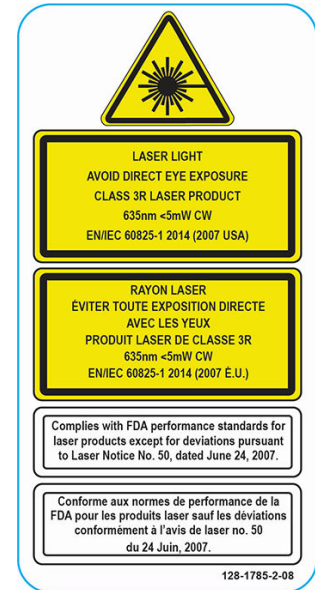 LASER LIGHT
AVOID DIRECT EYE EXPOSURE
CLASS 3R LASER PRODUCT
635nm <5mW CW
EN/IEC 60825-1 2014 (2007 USA)
RAYON LASER
ÉVITER TOUTE EXPOSITION DIRECTE
AVEC LES YEUX
PRODUIT LASER DE CLASSE 3R
635nm <5mW CW
EN/IEC 60825-1 2014 (2007 É.U.)
Complies with FDA performance standards for
laser products except for deviations pursuant
to Laser Notice No. 50, dated June 24, 2007.
Conforme aux normes de performance de la
FDA pour les produits laser sauf les déviations
conformément à l'avis de laser no. 50
du 24 Juin, 2007.
128-1785-2-08